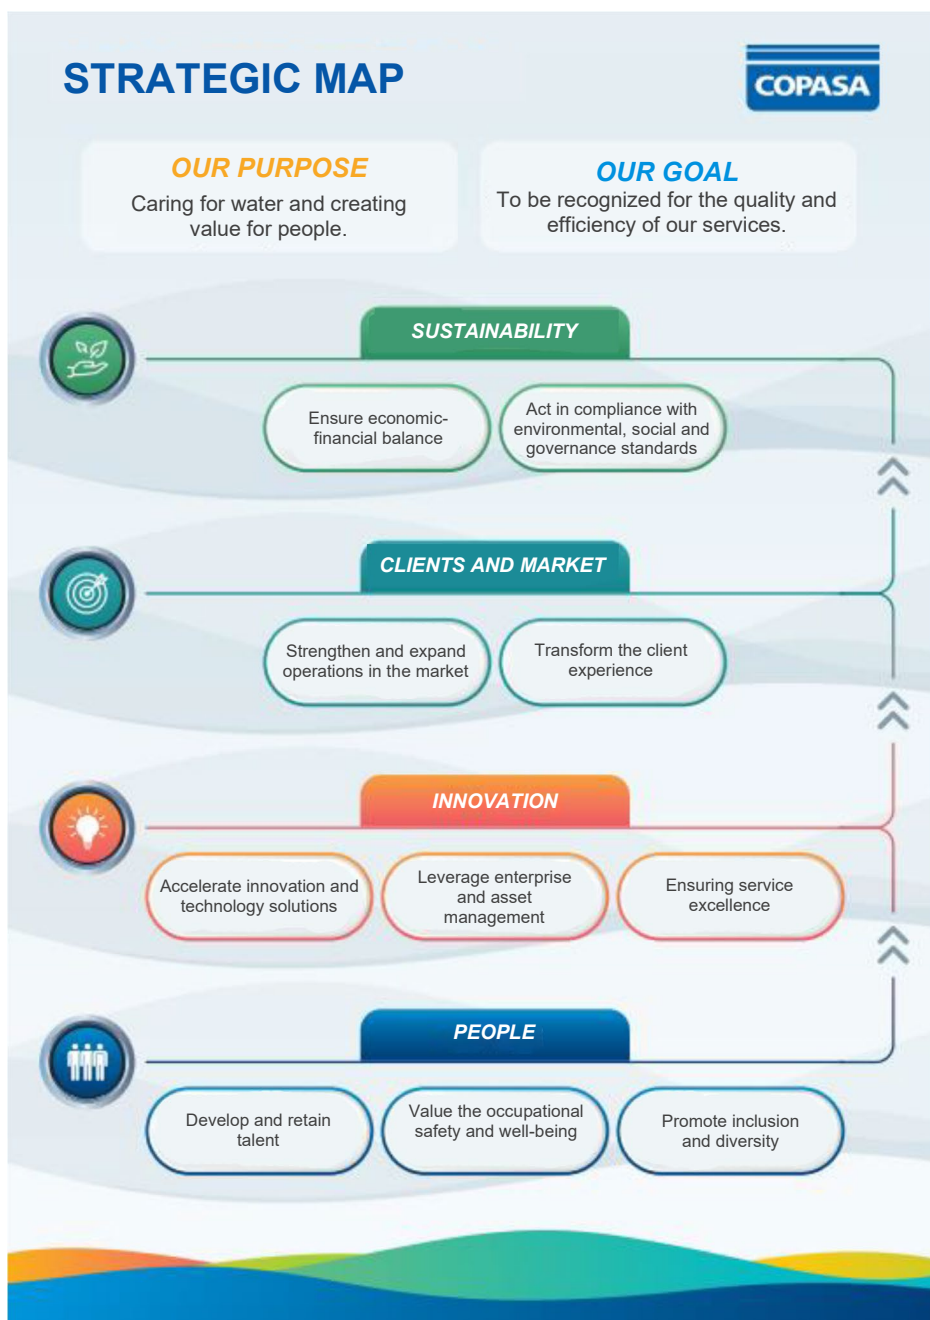 STRATEGIC MAP
COPASA
OUR PURPOSE
Caring for water and creating
value for people.
OUR GOAL
To be recognized for the quality and
efficiency of our services.
SUSTAINABILITY
Ensure economic-
financial balance
Act in compliance with
environmental, social and
governance standards
CLIENTS AND MARKET
Strengthen and expand
operations in the market
Transform the client
experience
INNOVATION
Accelerate innovation and
technology solutions
Leverage enterprise
and asset
management
Ensuring service
excellence
PEOPLE
Develop and retain
talent
Value the occupational
safety and well-being
Promote inclusion
and diversity